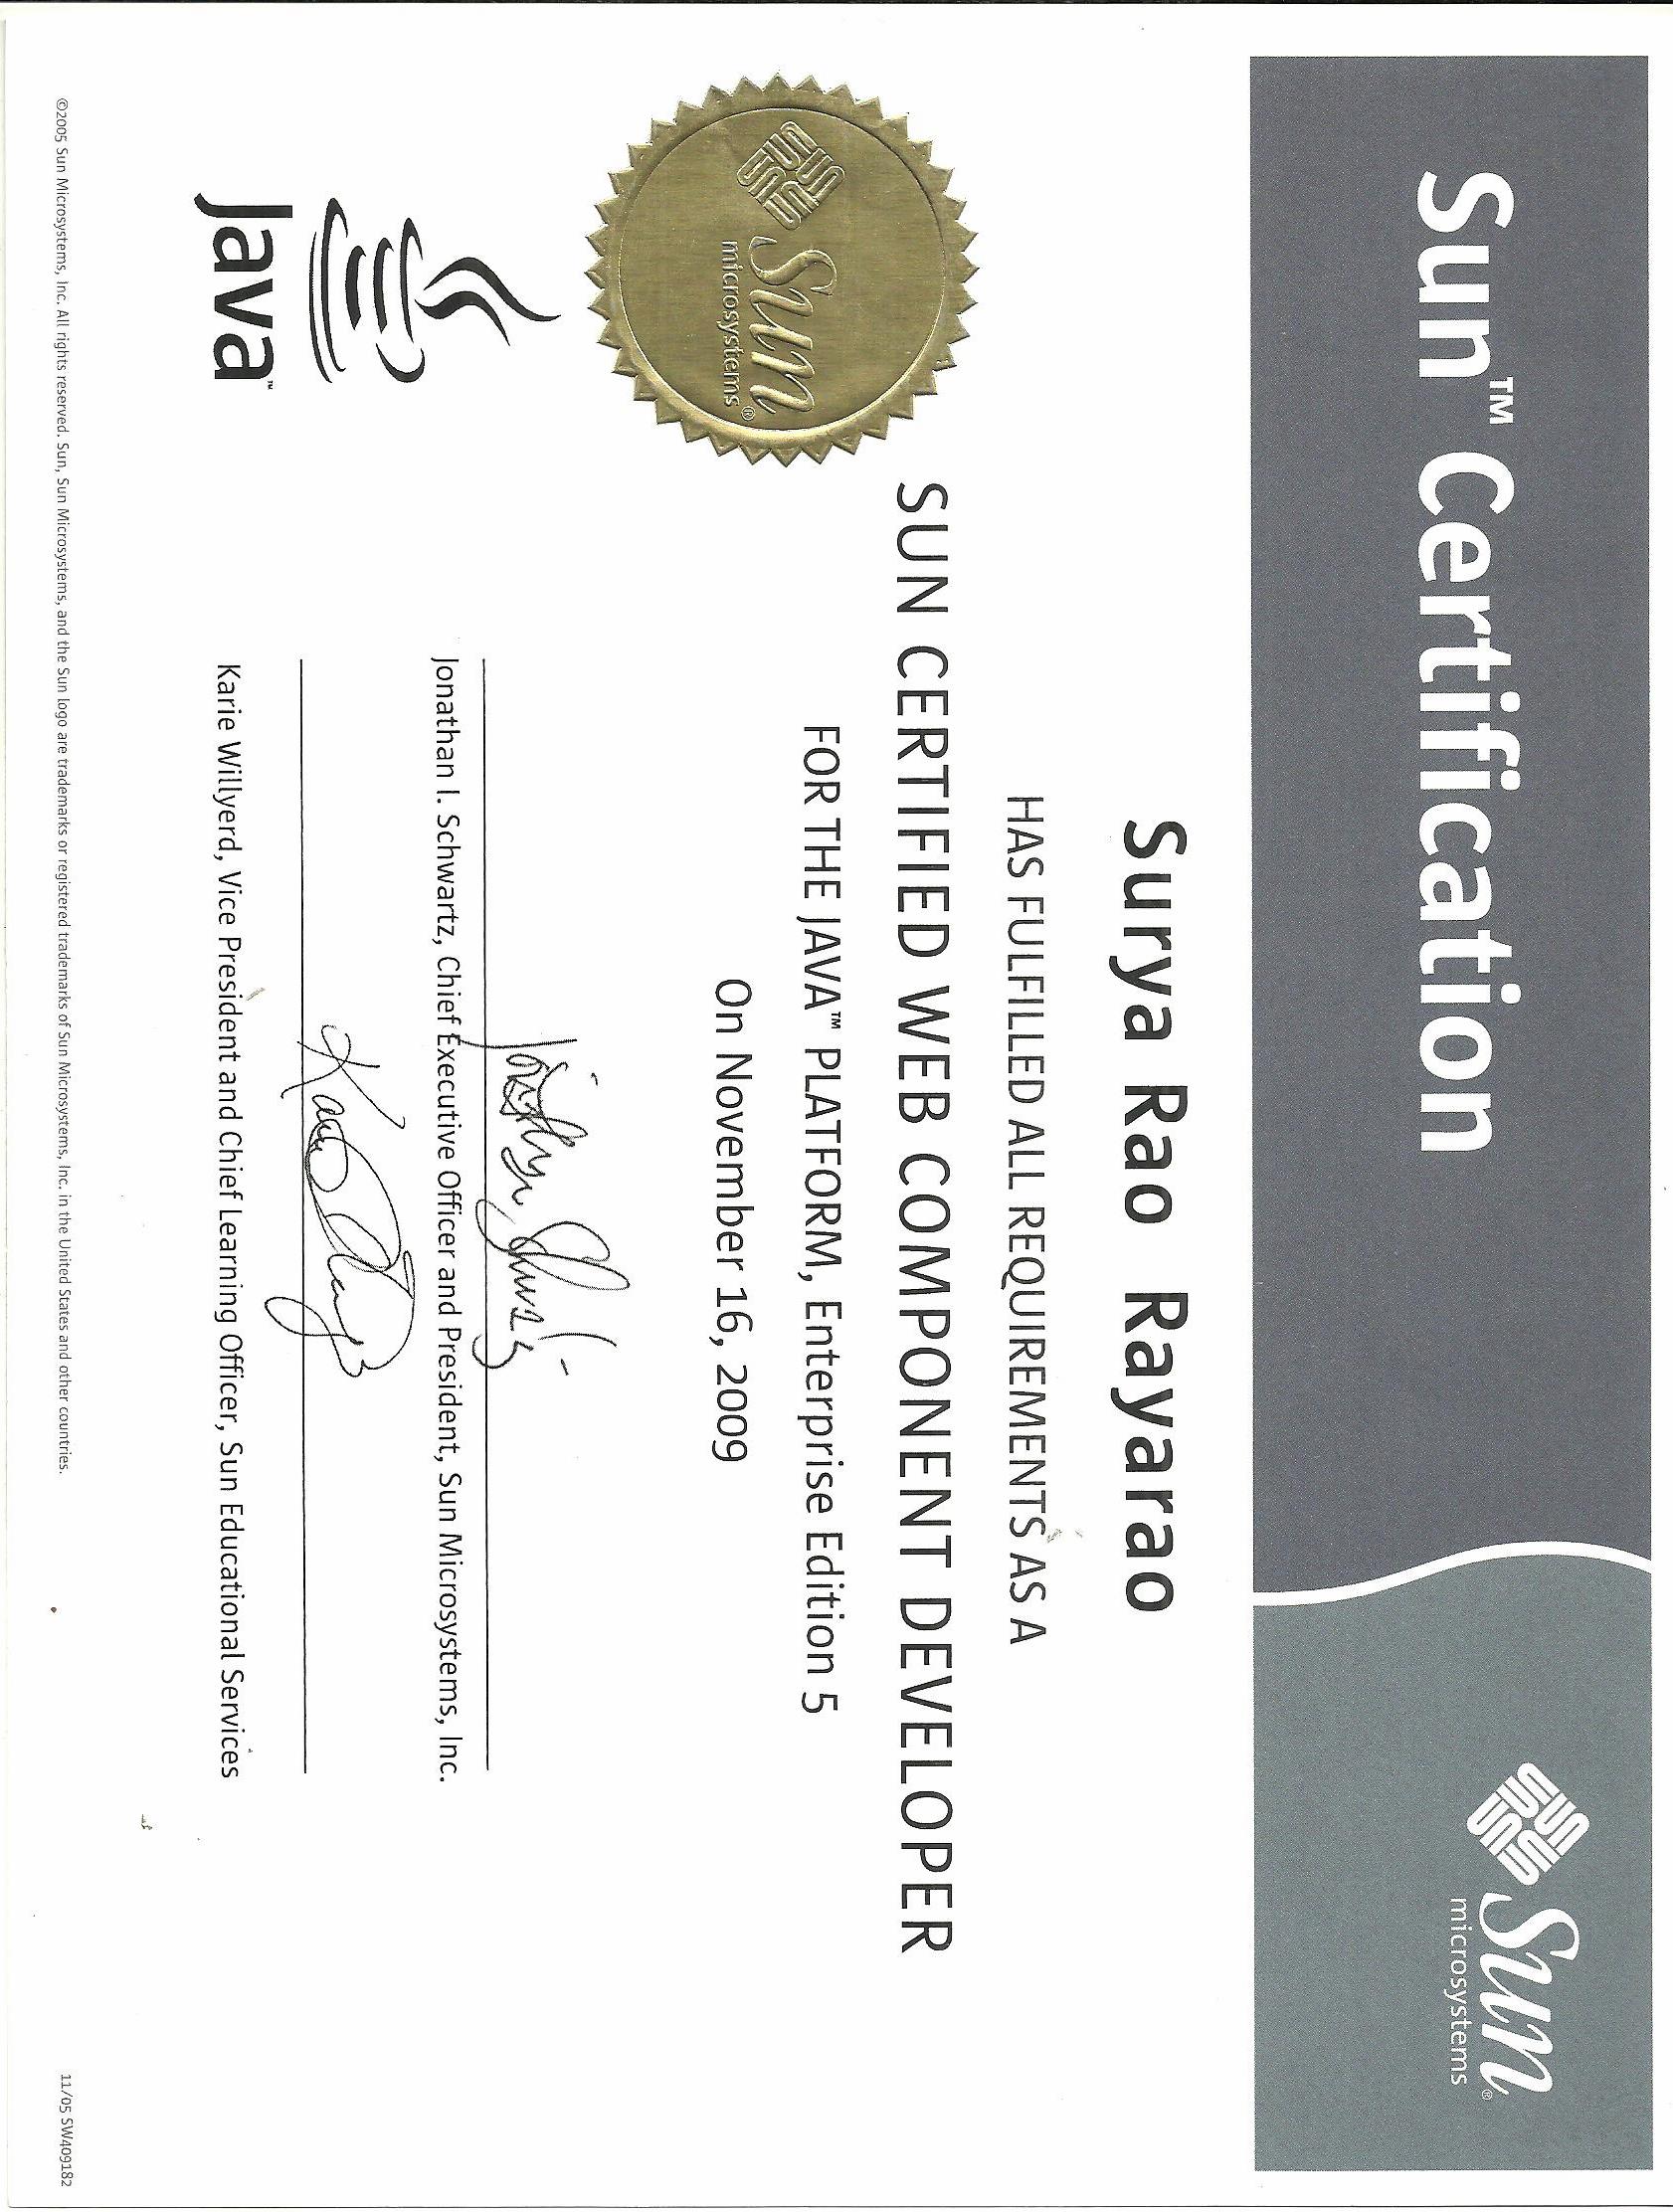 Sun™ Certification
Sun®
microsystems
Surya Rao Rayarao
HAS FULFILLED ALL REQUIREMENTS AS A
SUN CERTIFIED WEB COMPONENT DEVELOPER
FOR THE JAVA™ PLATFORM, Enterprise Edition 5
On November 16, 2009
Sun
microsystems®
Jonathan I. Schwartz, Chief Executive Officer and President, Sun Microsystems, Inc.
Karie Willyerd, Vice President and Chief Learning Officer, Sun Educational Services
Java™
©2005 Sun Microsystems, Inc. All rights reserved. Sun, Sun Microsystems, and the Sun logo are trademarks or registered trademarks of Sun Microsystems, Inc. in the United States and other countries.
11/05 SW409182